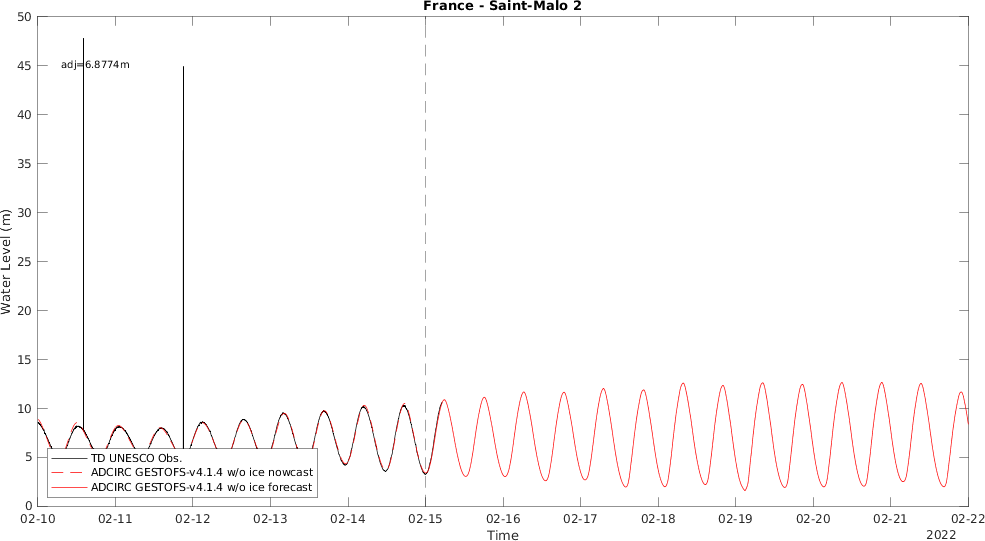 France - Saint-Malo 2
50
45
40
35
30
25
20
15
10
5
0
Water Level (m)
adj=6.8774m
TD UNESCO Obs.
ADCIRC GESTOFS-v4.1.4 w/o ice nowcast
ADCIRC GESTOFS-v4.1.4 w/o ice forecast
02-10 02-11 02-12 02-13 02-14 02-15 02-16 02-17 02-18 02-19 02-20 02-21 02-22
Time
2022